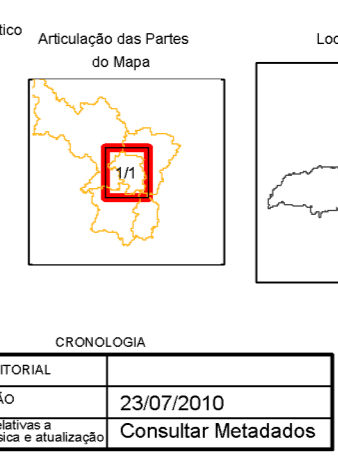 tico
Articulação das Partes
do Mapa
Loc
1/1
CRONOLOGIA
ITORIAL
ÃO
23/07/2010
elativas a
sica e atualização
Consultar Metadados